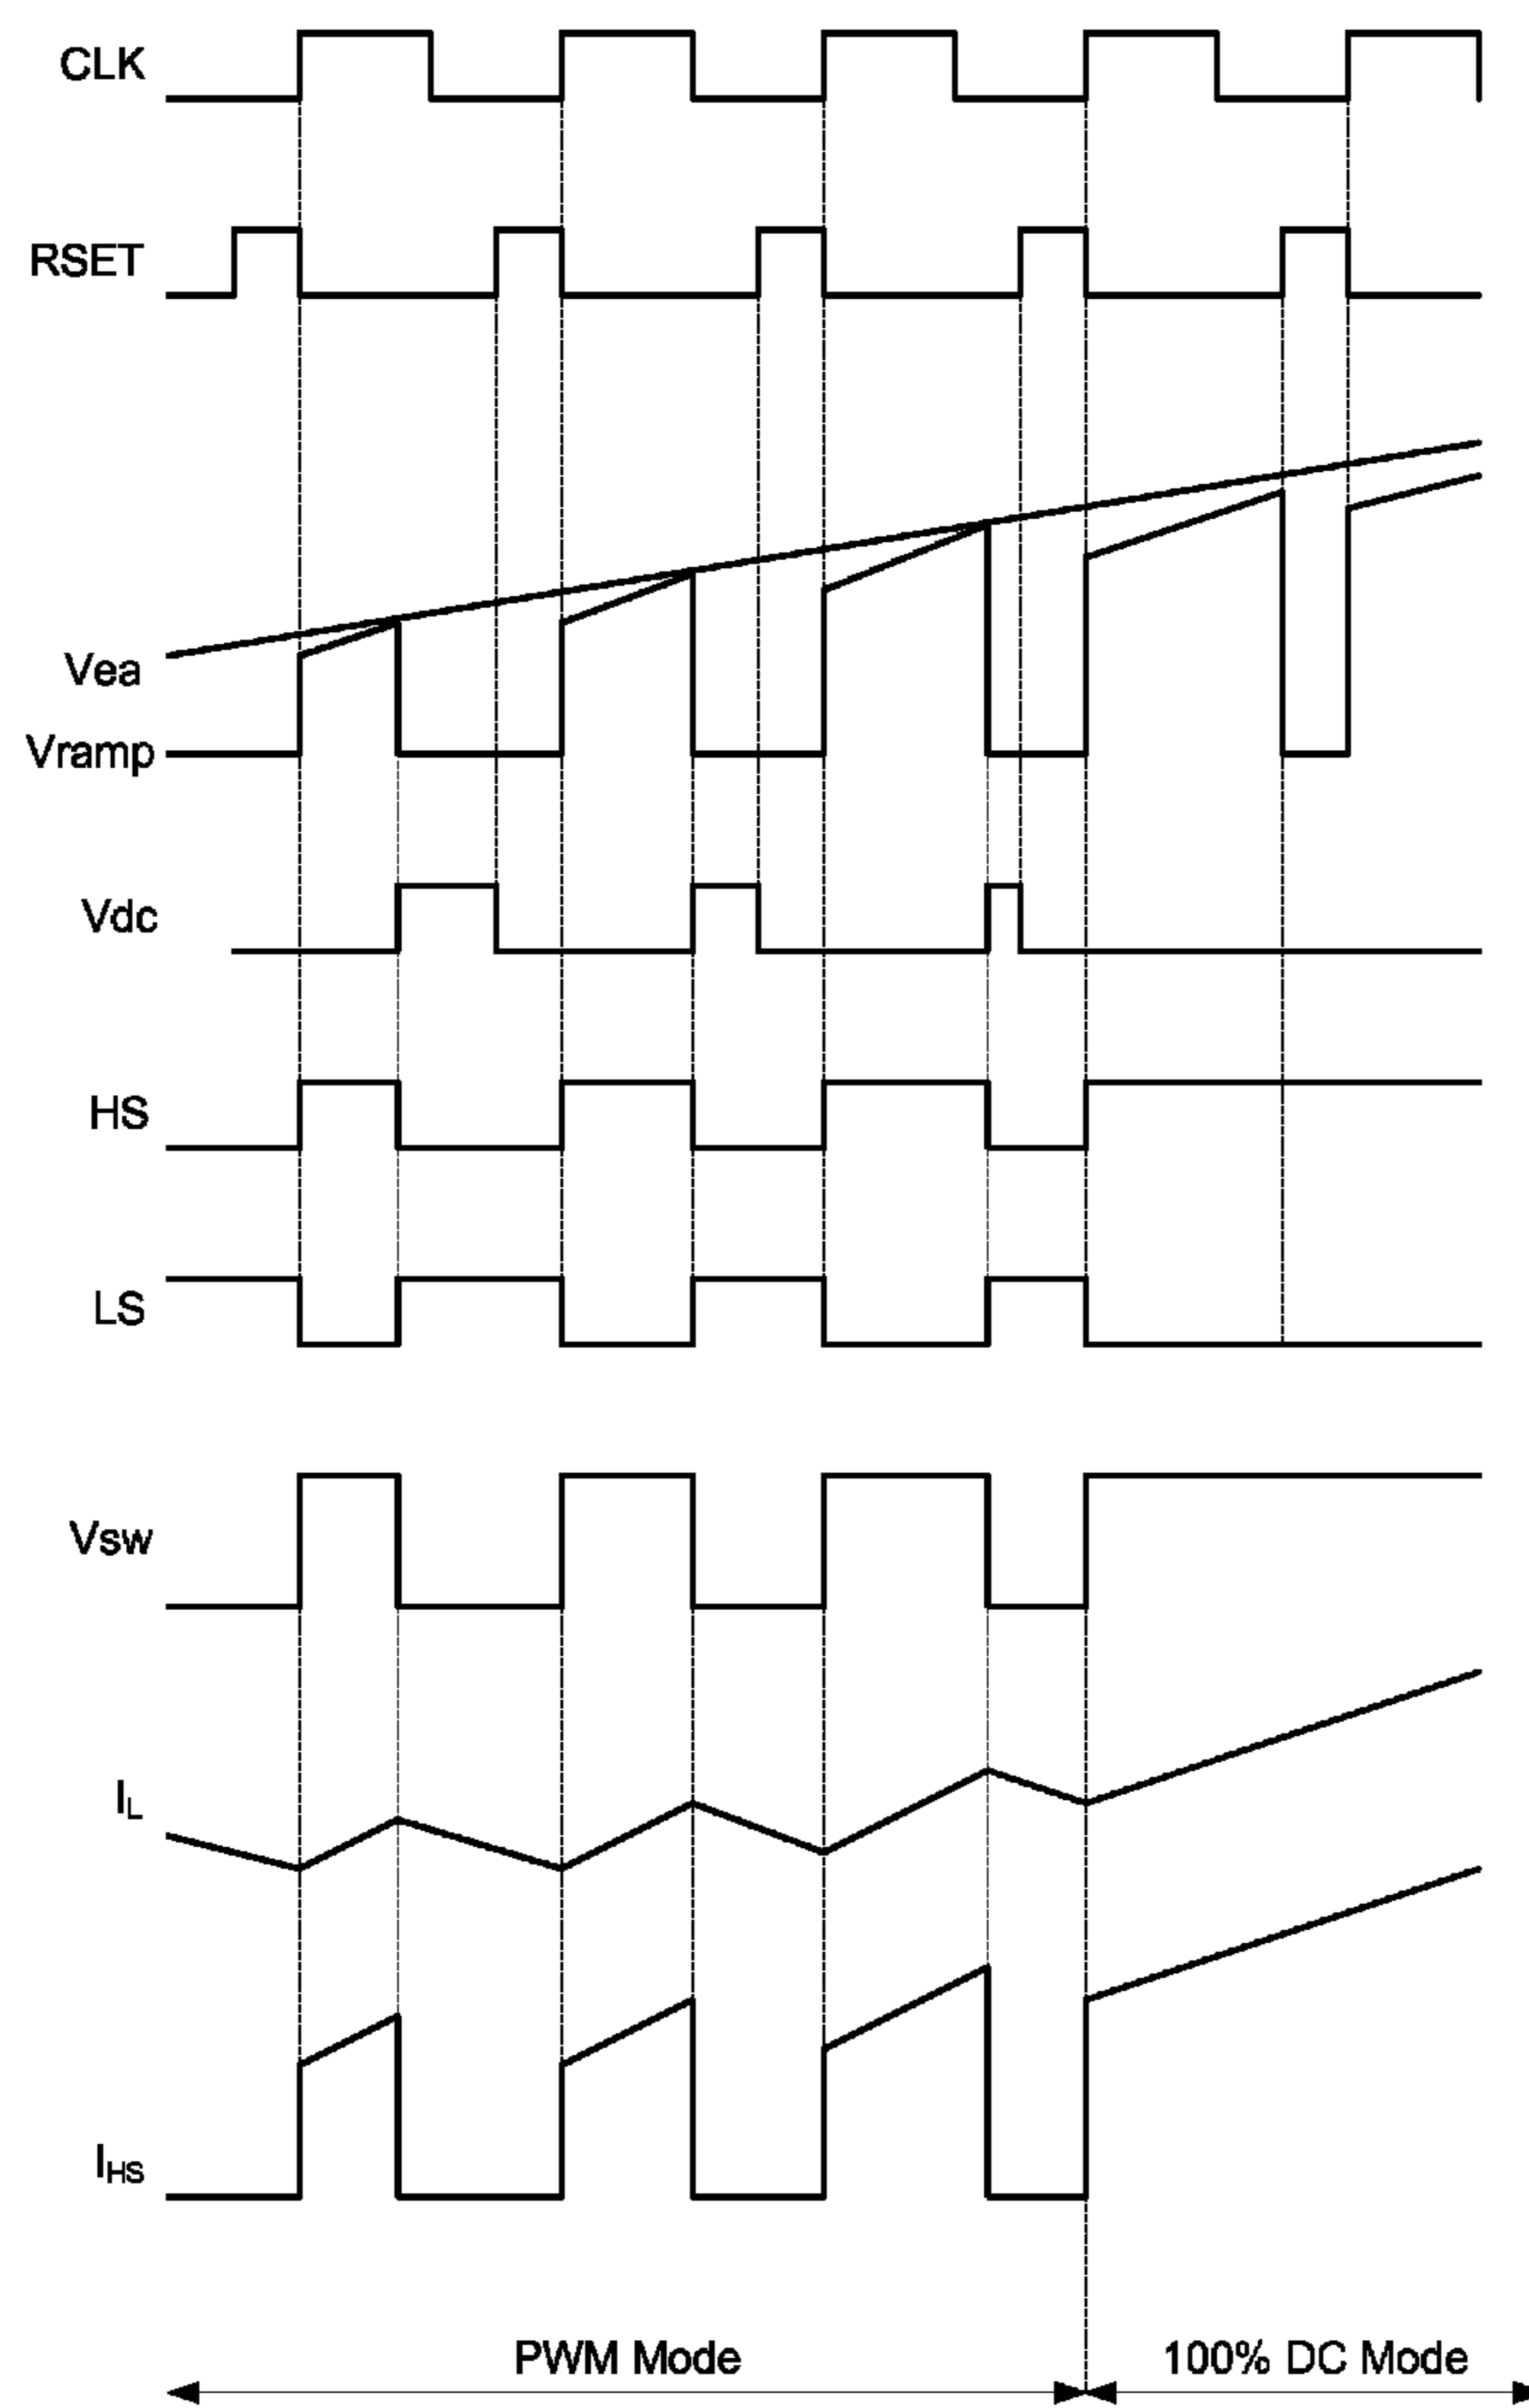 CLK
RSET
Vea
Vramp
Vdc
HS
LS
Vsw
IL
IHS
PWM Mode
100% DC Mode